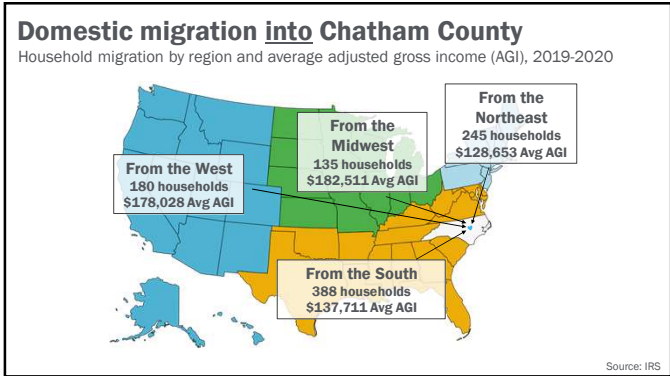 Domestic migration into Chatham County
Household migration by region and average adjusted gross income (AGI), 2019-2020
From the
Northeast
245 households
$128,653 Avg AGI
From the
Midwest
135 households
$182,511 Avg AGI
From the West
180 households
$178,028 Avg AGI
From the South
388 households
$137,711 Avg AGI
Source: IRS